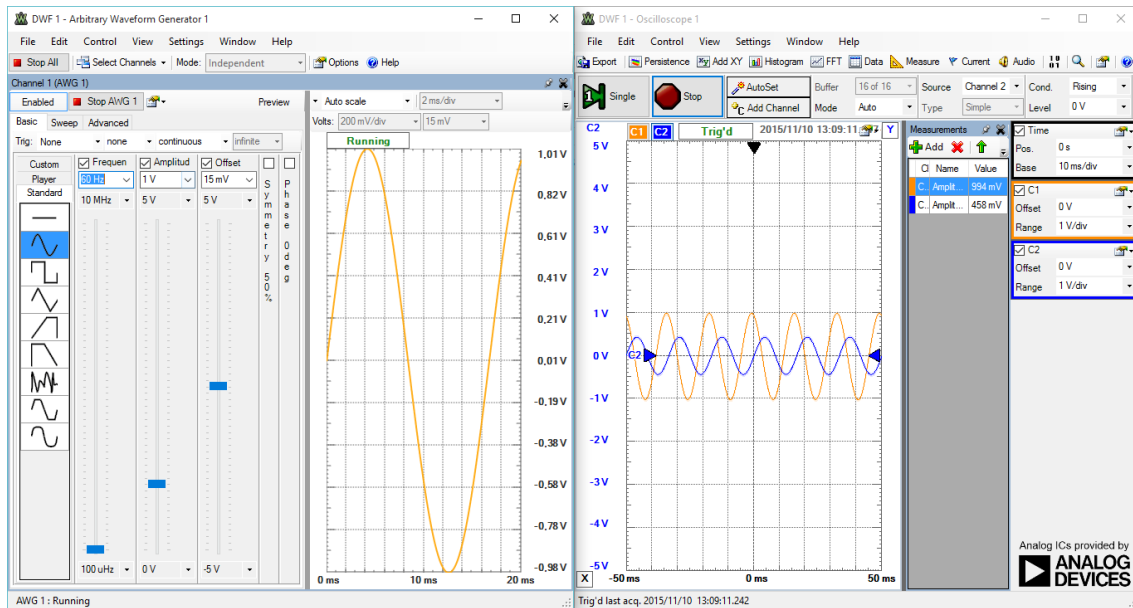 DWF 1 - Arbitrary Waveform Generator 1
File Edit Control View Settings Window Help
Stop All Select Channels Mode: Independent Options Help
Channel 1 (AWG 1)
Enabled Stop AWG 1 Preview
Basic Sweep Advanced
Trig: None none continuous infinite
Custom
Player
Standard
Frequen Amplitud Offset
60 Hz 1 V 15 mV
10 MHz 5 V 5 V
100 uHz 0 V -5 V
Symmetry 50%
Phase 0 deg
Auto scale 2 ms/div
Volts: 200 mV/div 15 mV
Running
1,01 V
0,82 V
0,61 V
0,41 V
0,21 V
0,01 V
-0,19 V
-0,38 V
-0,58 V
-0,78 V
-0,98 V
0 ms 10 ms 20 ms
AWG 1 : Running
DWF 1 - Oscilloscope 1
File Edit Control View Settings Window Help
Export Persistence Add XY Histogram FFT Data Measure Current Audio
Single Stop AutoSet Buffer 16 of 16 Source Channel 2 Cond. Rising
Add Channel Mode Auto Type Simple Level 0 V
C2 C1 C2 Trig'd 2015/11/10 13:09:11 Y
5 V
4 V
3 V
2 V
1 V
0 V C2
-1 V
-2 V
-3 V
-4 V
-5 V
X -50 ms 0 ms 50 ms
Measurements
Add
Name Value
C.. Amplit... 994 mV
C.. Amplit... 458 mV
Time
Pos. 0 s
Base 10 ms/div
C1
Offset 0 V
Range 1 V/div
C2
Offset 0 V
Range 1 V/div
Analog ICs provided by
ANALOG
DEVICES
Trig'd last acq. 2015/11/10 13:09:11.242